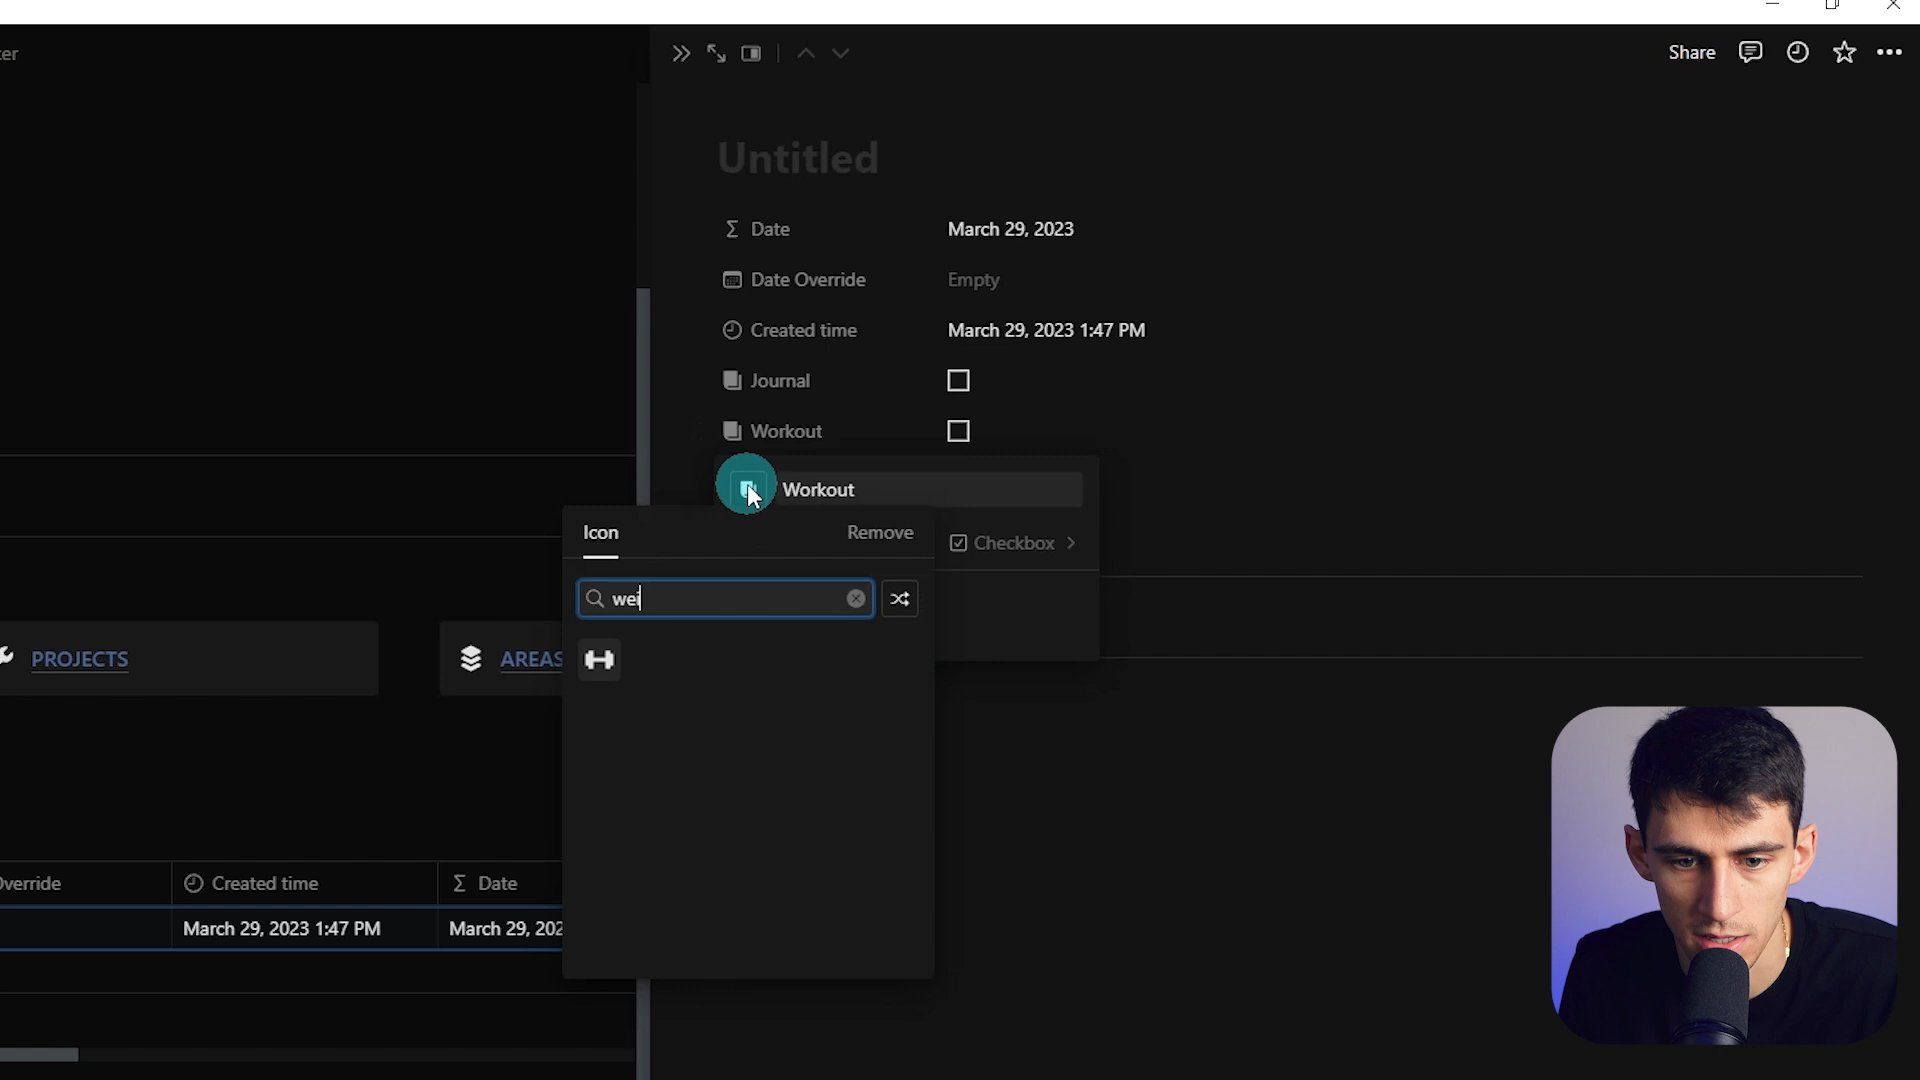 Share
Untitled
Date March 29, 2023
Date Override Empty
Created time March 29, 2023 1:47 PM
Journal
Workout
Workout
Icon Remove
Checkbox
wei
PROJECTS AREAS
Created time Date
March 29, 2023 1:47 PM March 29, 202